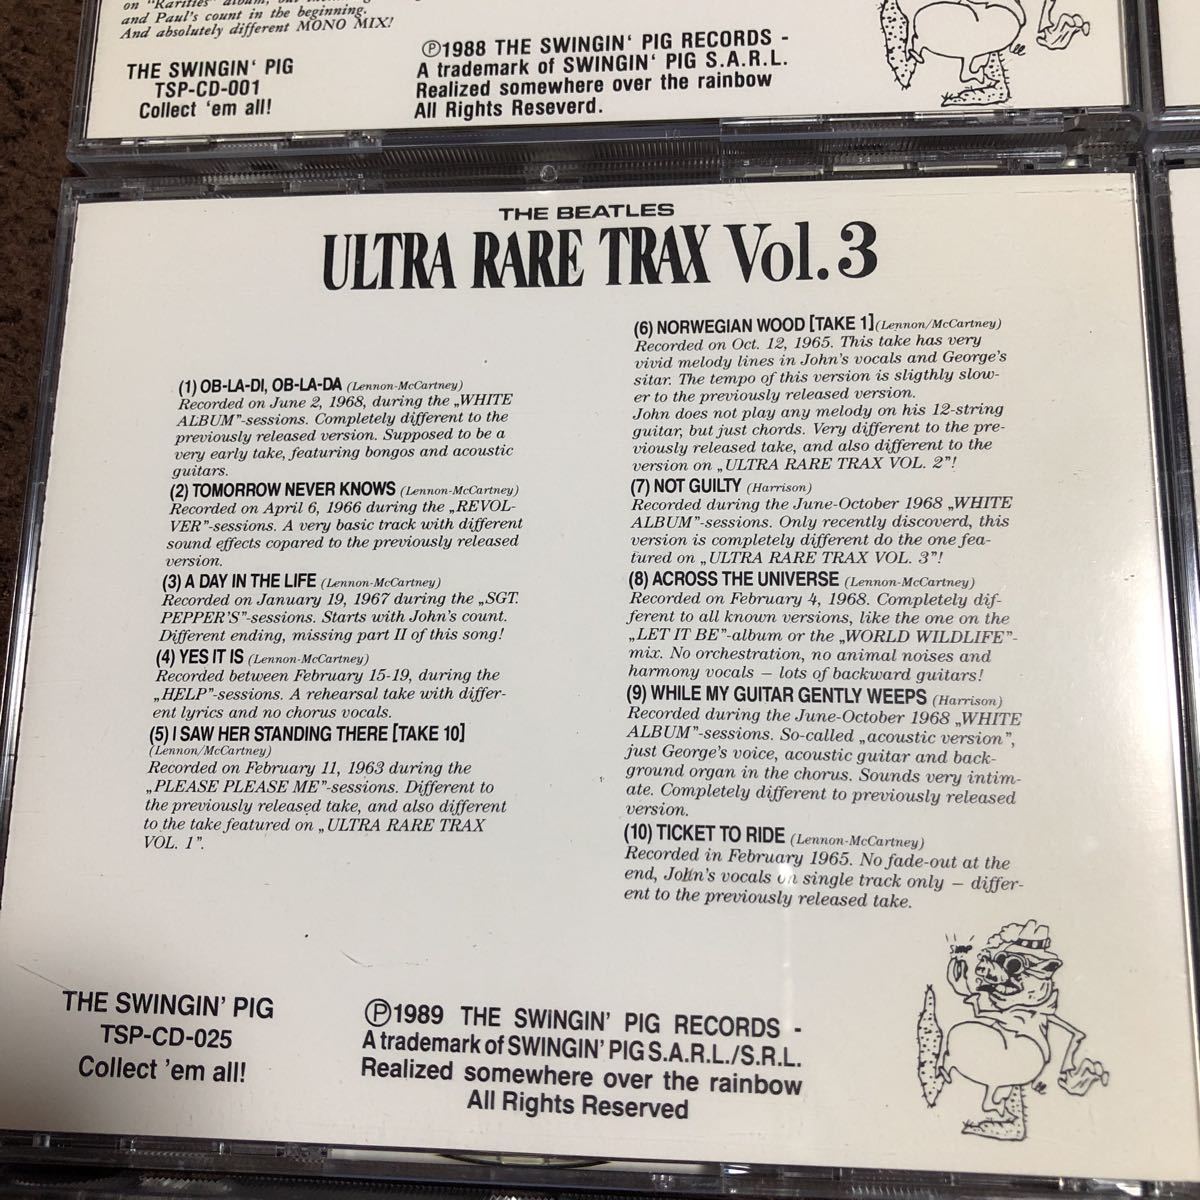 on "Rarities" album, but
and Paul's count in the beginning.
And absolutely different MONO MIX!
THE SWINGIN' PIG
TSP-CD-001
Collect 'em all!
Ⓟ1988 THE SWINGIN' PIG RECORDS -
A trademark of SWINGIN' PIG S.A.R.L.
Realized somewhere over the rainbow
All Rights Reseverd.
THE BEATLES
ULTRA RARE TRAX Vol.3
(1) OB-LA-DI, OB-LA-DA (Lennon-McCartney)
Recorded on June 2, 1968, during the „WHITE
ALBUM"-sessions. Completely different to the
previously released version. Supposed to be a
very early take, featuring bongos and acoustic
guitars.
(2) TOMORROW NEVER KNOWS (Lennon-McCartney)
Recorded on April 6, 1966 during the „REVOL-
VER"-sessions. A very basic track with different
sound effects copared to the previously released
version.
(3) A DAY IN THE LIFE (Lennon-McCartney)
Recorded on January 19, 1967 during the „SGT.
PEPPER'S"-sessions. Starts with John's count.
Different ending, missing part II of this song!
(4) YES IT IS (Lennon-McCartney)
Recorded between February 15-19, during the
„HELP"-sessions. A rehearsal take with differ-
ent lyrics and no chorus vocals.
(5) I SAW HER STANDING THERE [TAKE 10]
(Lennon/McCartney)
Recorded on February 11, 1963 during the
„PLEASE PLEASE ME"-sessions. Different to
the previously released take, and also different
to the take featured on „ULTRA RARE TRAX
VOL. 1".
(6) NORWEGIAN WOOD [TAKE 1] (Lennon/McCartney)
Recorded on Oct. 12, 1965. This take has very
vivid melody lines in John's vocals and George's
sitar. The tempo of this version is sligthly slow-
er to the previously released version.
John does not play any melody on his 12-string
guitar, but just chords. Very different to the pre-
viously released take, and also different to the
version on „ULTRA RARE TRAX VOL. 2"!
(7) NOT GUILTY (Harrison)
Recorded during the June-October 1968 „WHITE
ALBUM"-sessions. Only recently discoverd, this
version is completely different do the one fea-
tured on „ULTRA RARE TRAX VOL. 3"!
(8) ACROSS THE UNIVERSE (Lennon-McCartney)
Recorded on February 4, 1968. Completely dif-
ferent to all known versions, like the one on the
„LET IT BE"-album or the „WORLD WILDLIFE"-
mix. No orchestration, no animal noises and
harmony vocals – lots of backward guitars!
(9) WHILE MY GUITAR GENTLY WEEPS (Harrison)
Recorded during the June-October 1968 „WHITE
ALBUM"-sessions. So-called „acoustic version",
just George's voice, acoustic guitar and back-
ground organ in the chorus. Sounds very intim-
ate. Completely different to previously released
version.
(10) TICKET TO RIDE (Lennon-McCartney)
Recorded in February 1965. No fade-out at the
end, John's vocals on single track only – differ-
ent to the previously released take.
SNAP
THE SWINGIN' PIG
TSP-CD-025
Collect 'em all!
Ⓟ1989 THE SWINGIN' PIG RECORDS -
A trademark of SWINGIN' PIG S.A.R.L./S.R.L.
Realized somewhere over the rainbow
All Rights Reserved